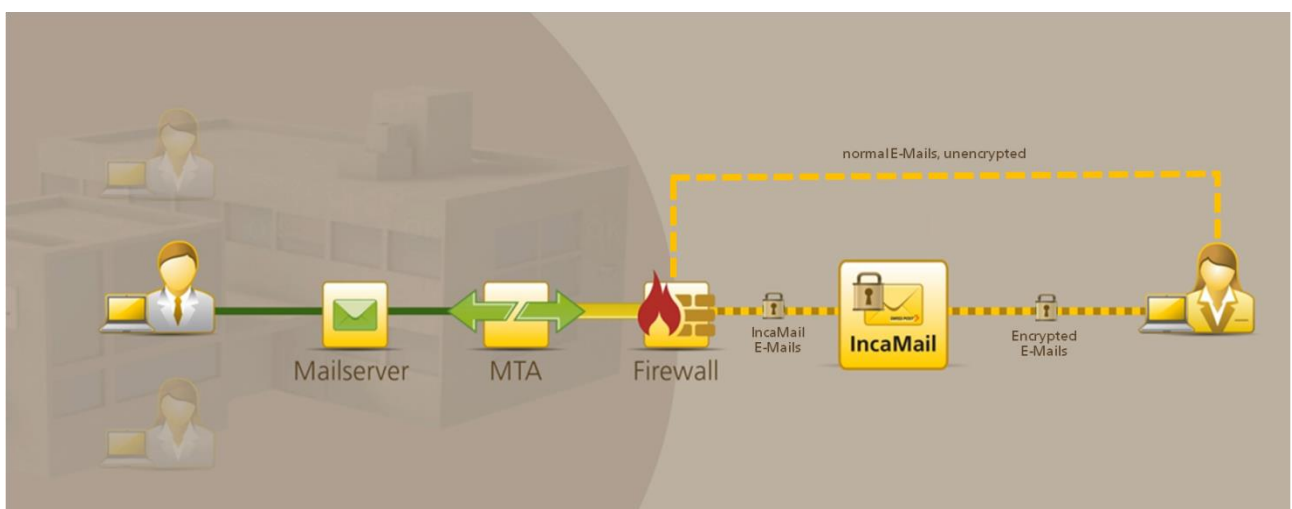 normal E-Mails, unencrypted
IncaMail
E-Mails
IncaMail
Encrypted
E-Mails
Mailserver
MTA
Firewall